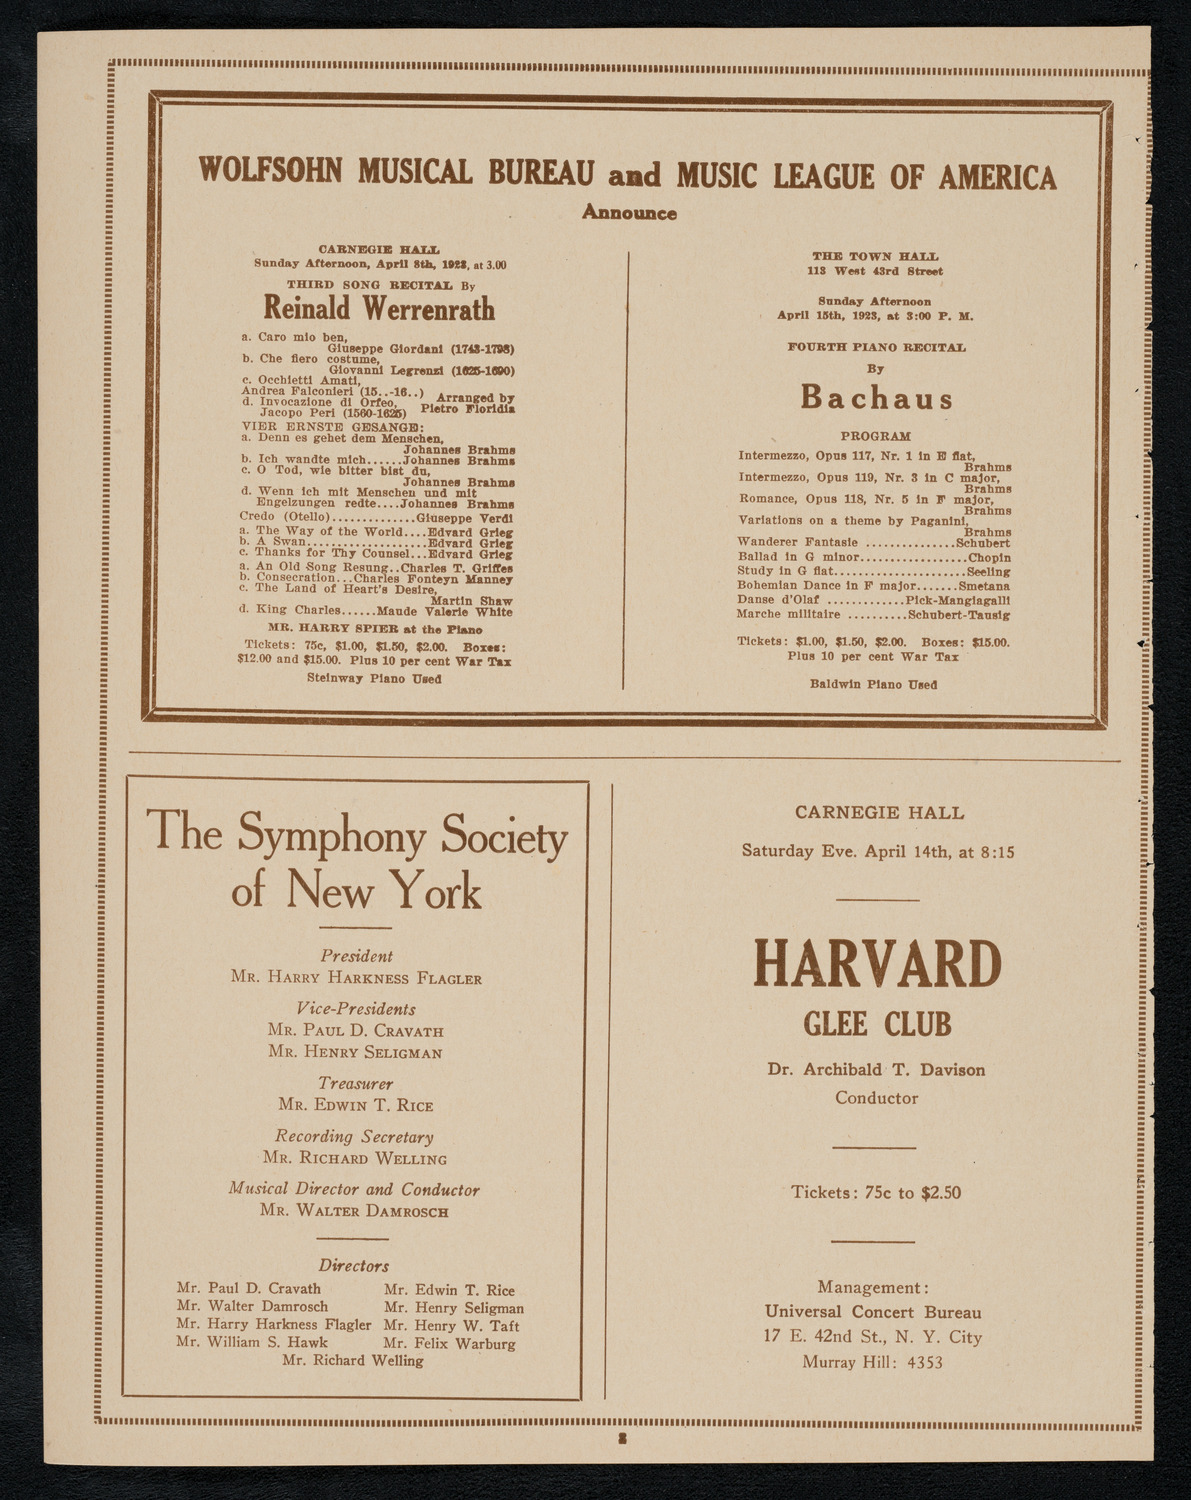 WOLFSOHN MUSICAL BUREAU and MUSIC LEAGUE OF AMERICA
Announce
CARNEGIE HALL
Sunday Afternoon, April 8th, 1923, at 3.00
THIRD SONG RECITAL By
Reinald Werrenrath
a. Caro mio ben,
Giuseppe Giordani (1743-1798)
b. Che fiero costume,
Giovanni Legrenzi (1625-1690)
c. Occhietti Amati,
Andrea Falconieri (15..-16..)
d. Invocazione di Orfeo,
Jacopo Peri (1560-1625)
Arranged by
Pietro Floridia
VIER ERNSTE GESANGE:
a. Denn es gehet dem Menschen,
Johannes Brahms
b. Ich wandte mich......Johannes Brahms
c. O Tod, wie bitter bist du,
Johannes Brahms
d. Wenn ich mit Menschen und mit
Engelzungen redte....Johannes Brahms
Credo (Otello).............Giuseppe Verdi
a. The Way of the World....Edvard Grieg
b. A Swan...................Edvard Grieg
c. Thanks for Thy Counsel...Edvard Grieg
a. An Old Song Resung..Charles T. Griffes
b. Consecration...Charles Fonteyn Manney
c. The Land of Heart's Desire,
Martin Shaw
d. King Charles......Maude Valerie White
MR. HARRY SPIER at the Piano
Tickets: 75c, $1.00, $1.50, $2.00. Boxes:
$12.00 and $15.00. Plus 10 per cent War Tax
Steinway Piano Used
THE TOWN HALL
113 West 43rd Street
Sunday Afternoon
April 15th, 1923, at 3:00 P. M.
FOURTH PIANO RECITAL
By
Bachaus
PROGRAM
Intermezzo, Opus 117, Nr. 1 in E flat,
Brahms
Intermezzo, Opus 119, Nr. 3 in C major,
Brahms
Romance, Opus 118, Nr. 5 in F major,
Brahms
Variations on a theme by Paganini,
Brahms
Wanderer Fantasie ..............Schubert
Ballad in G minor.................Chopin
Study in G flat.....................Seeling
Bohemian Dance in F major.......Smetana
Danse d'Olaf ............Pick-Mangiagalli
Marche militaire ..........Schubert-Tausig
Tickets: $1.00, $1.50, $2.00. Boxes: $15.00.
Plus 10 per cent War Tax
Baldwin Piano Used
The Symphony Society
of New York
President
MR. HARRY HARKNESS FLAGLER
Vice-Presidents
MR. PAUL D. CRAVATH
MR. HENRY SELIGMAN
Treasurer
MR. EDWIN T. RICE
Recording Secretary
MR. RICHARD WELLING
Musical Director and Conductor
MR. WALTER DAMROSCH
Directors
Mr. Paul D. Cravath Mr. Edwin T. Rice
Mr. Walter Damrosch Mr. Henry Seligman
Mr. Harry Harkness Flagler Mr. Henry W. Taft
Mr. William S. Hawk Mr. Felix Warburg
Mr. Richard Welling
CARNEGIE HALL
Saturday Eve. April 14th, at 8:15
HARVARD
GLEE CLUB
Dr. Archibald T. Davison
Conductor
Tickets: 75c to $2.50
Management:
Universal Concert Bureau
17 E. 42nd St., N. Y. City
Murray Hill: 4353
2